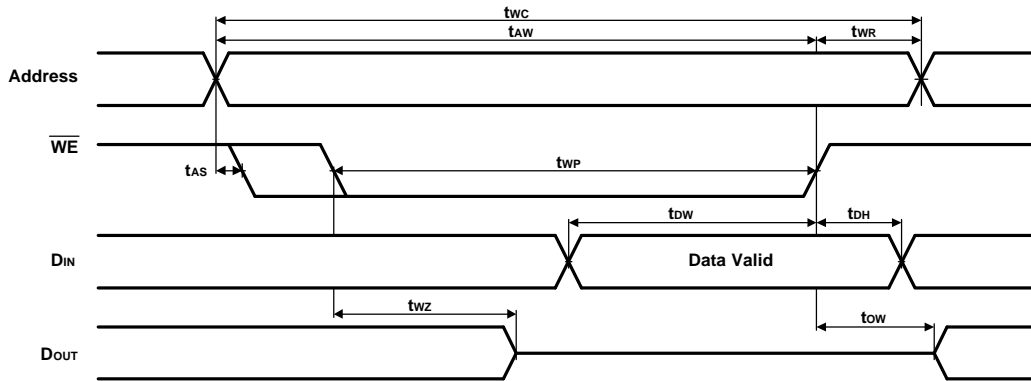 tWC
tAW
tWR
Address
WE
tAS
tWP
tDW
tDH
DIN
Data Valid
tWZ
tOW
DOUT